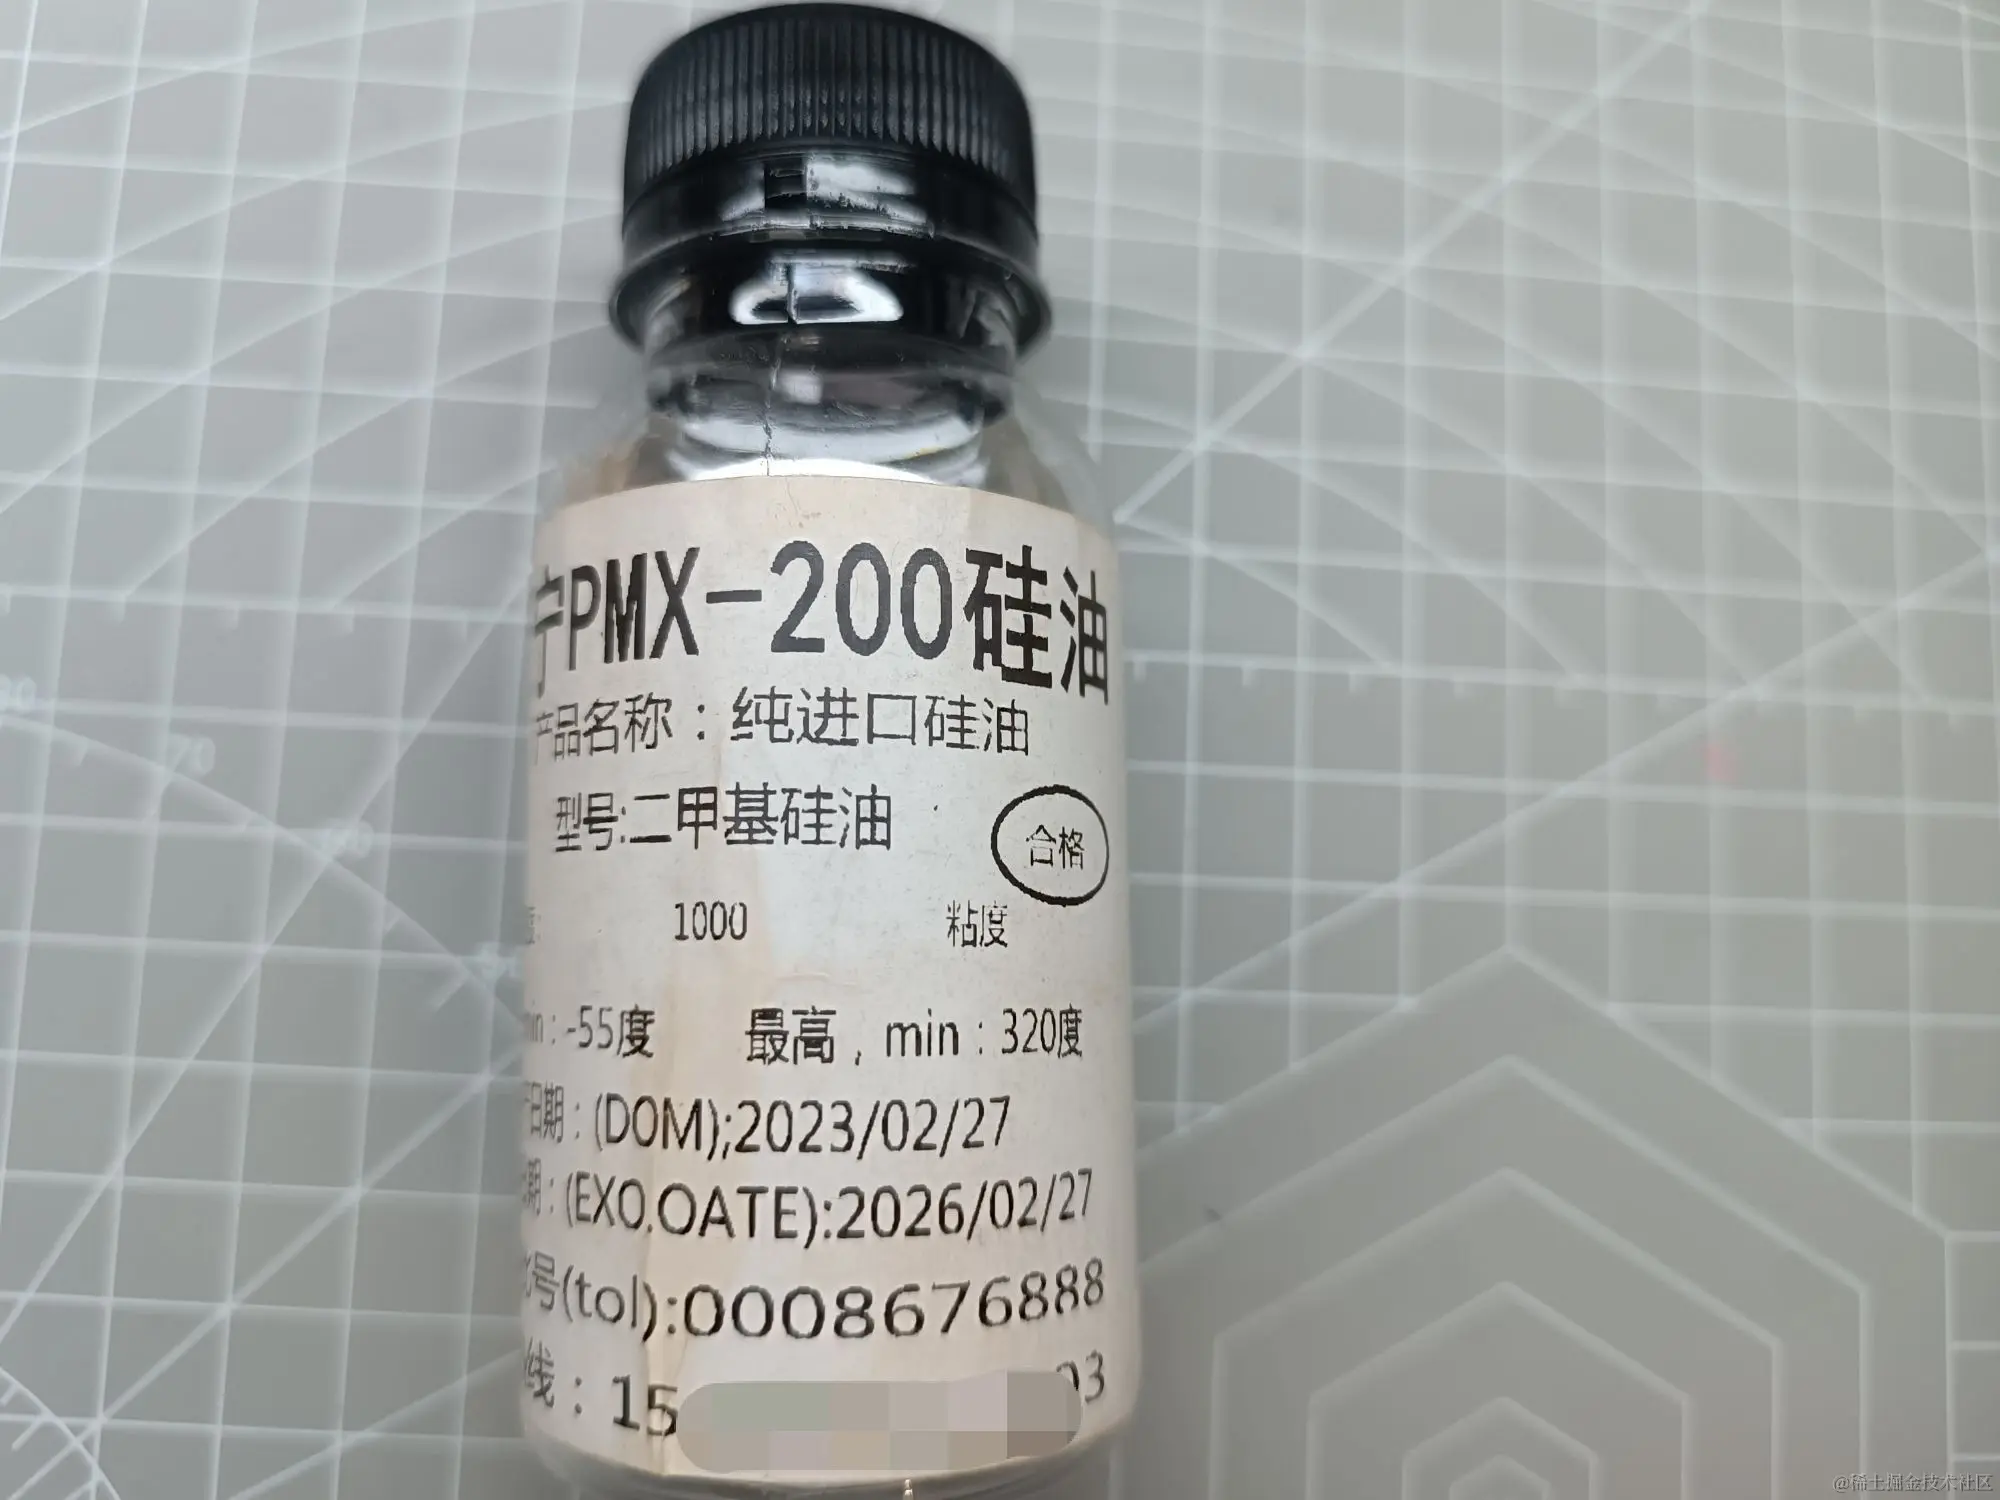 宁PMX-200硅油
产品名称：纯进口硅油
型号:二甲基硅油
合格
度: 1000 粘度
min：-55度 最高，min：320度
日期：(DOM);2023/02/27
期：(EXO.OATE):2026/02/27
号(tol):0008676888
线：15 03
@稀土掘金技术社区